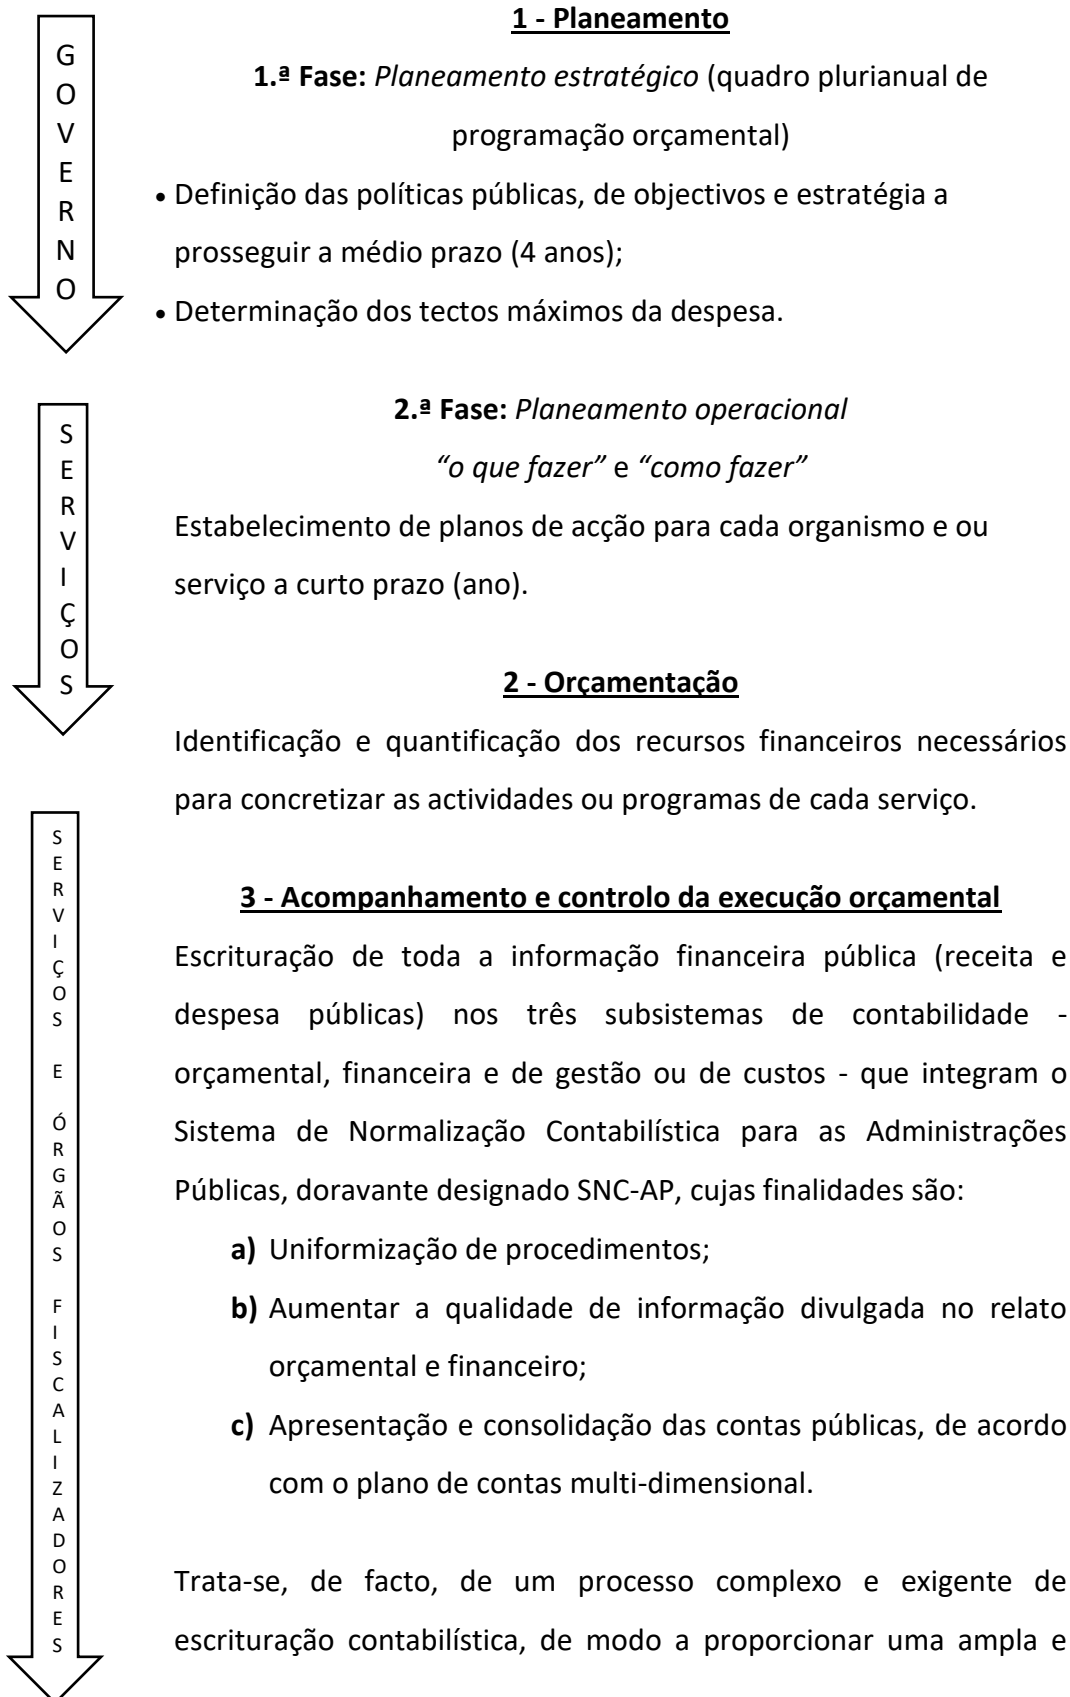 GOVERNO
1 - Planeamento
1.ª Fase: Planeamento estratégico (quadro plurianual de
programação orçamental)
• Definição das políticas públicas, de objectivos e estratégia a
prosseguir a médio prazo (4 anos);
• Determinação dos tectos máximos da despesa.
SERVIÇOS
2.ª Fase: Planeamento operacional
“o que fazer” e “como fazer”
Estabelecimento de planos de acção para cada organismo e ou
serviço a curto prazo (ano).
2 - Orçamentação
Identificação e quantificação dos recursos financeiros necessários
para concretizar as actividades ou programas de cada serviço.
SERVIÇOS E ÓRGÃOS FISCALIZADORES
3 - Acompanhamento e controlo da execução orçamental
Escrituração de toda a informação financeira pública (receita e
despesa públicas) nos três subsistemas de contabilidade -
orçamental, financeira e de gestão ou de custos - que integram o
Sistema de Normalização Contabilística para as Administrações
Públicas, doravante designado SNC-AP, cujas finalidades são:
a) Uniformização de procedimentos;
b) Aumentar a qualidade de informação divulgada no relato
orçamental e financeiro;
c) Apresentação e consolidação das contas públicas, de acordo
com o plano de contas multi-dimensional.
Trata-se, de facto, de um processo complexo e exigente de
escrituração contabilística, de modo a proporcionar uma ampla e